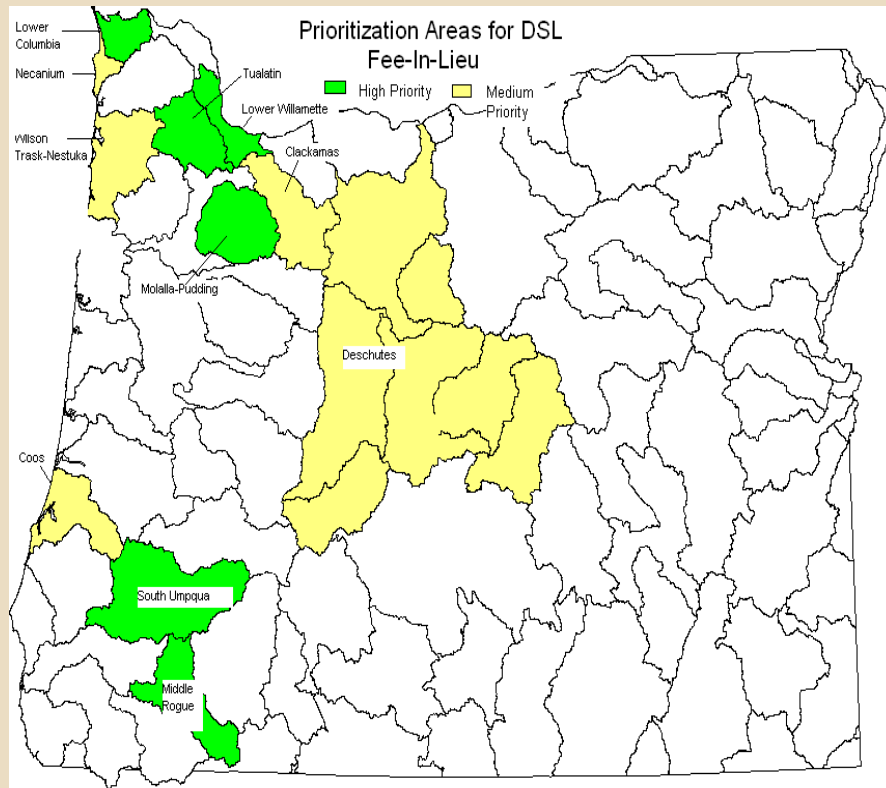 Prioritization Areas for DSL
Fee-In-Lieu
High Priority
Medium
Priority
Lower
Columbia
Necanium
Tualatin
Lower Willamette
Wilson
Trask-Nestuka
Clackamas
Molalla-Pudding
Deschutes
Coos
South Umpqua
Middle
Rogue